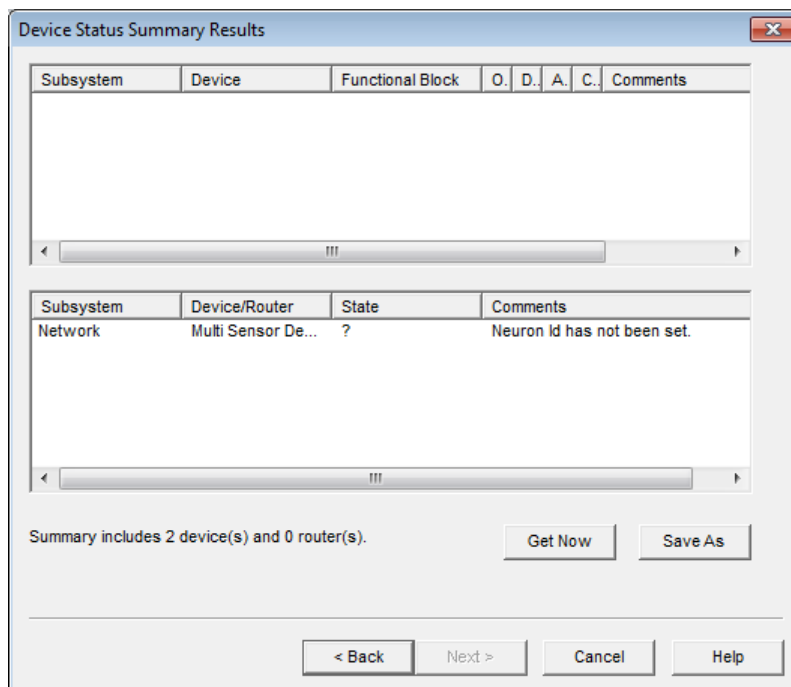 Device Status Summary Results
Subsystem Device Functional Block O. D.. A. C.. Comments
Subsystem Device/Router State Comments
Network Multi Sensor De... ? Neuron Id has not been set.
Summary includes 2 device(s) and 0 router(s). Get Now Save As
< Back Next > Cancel Help